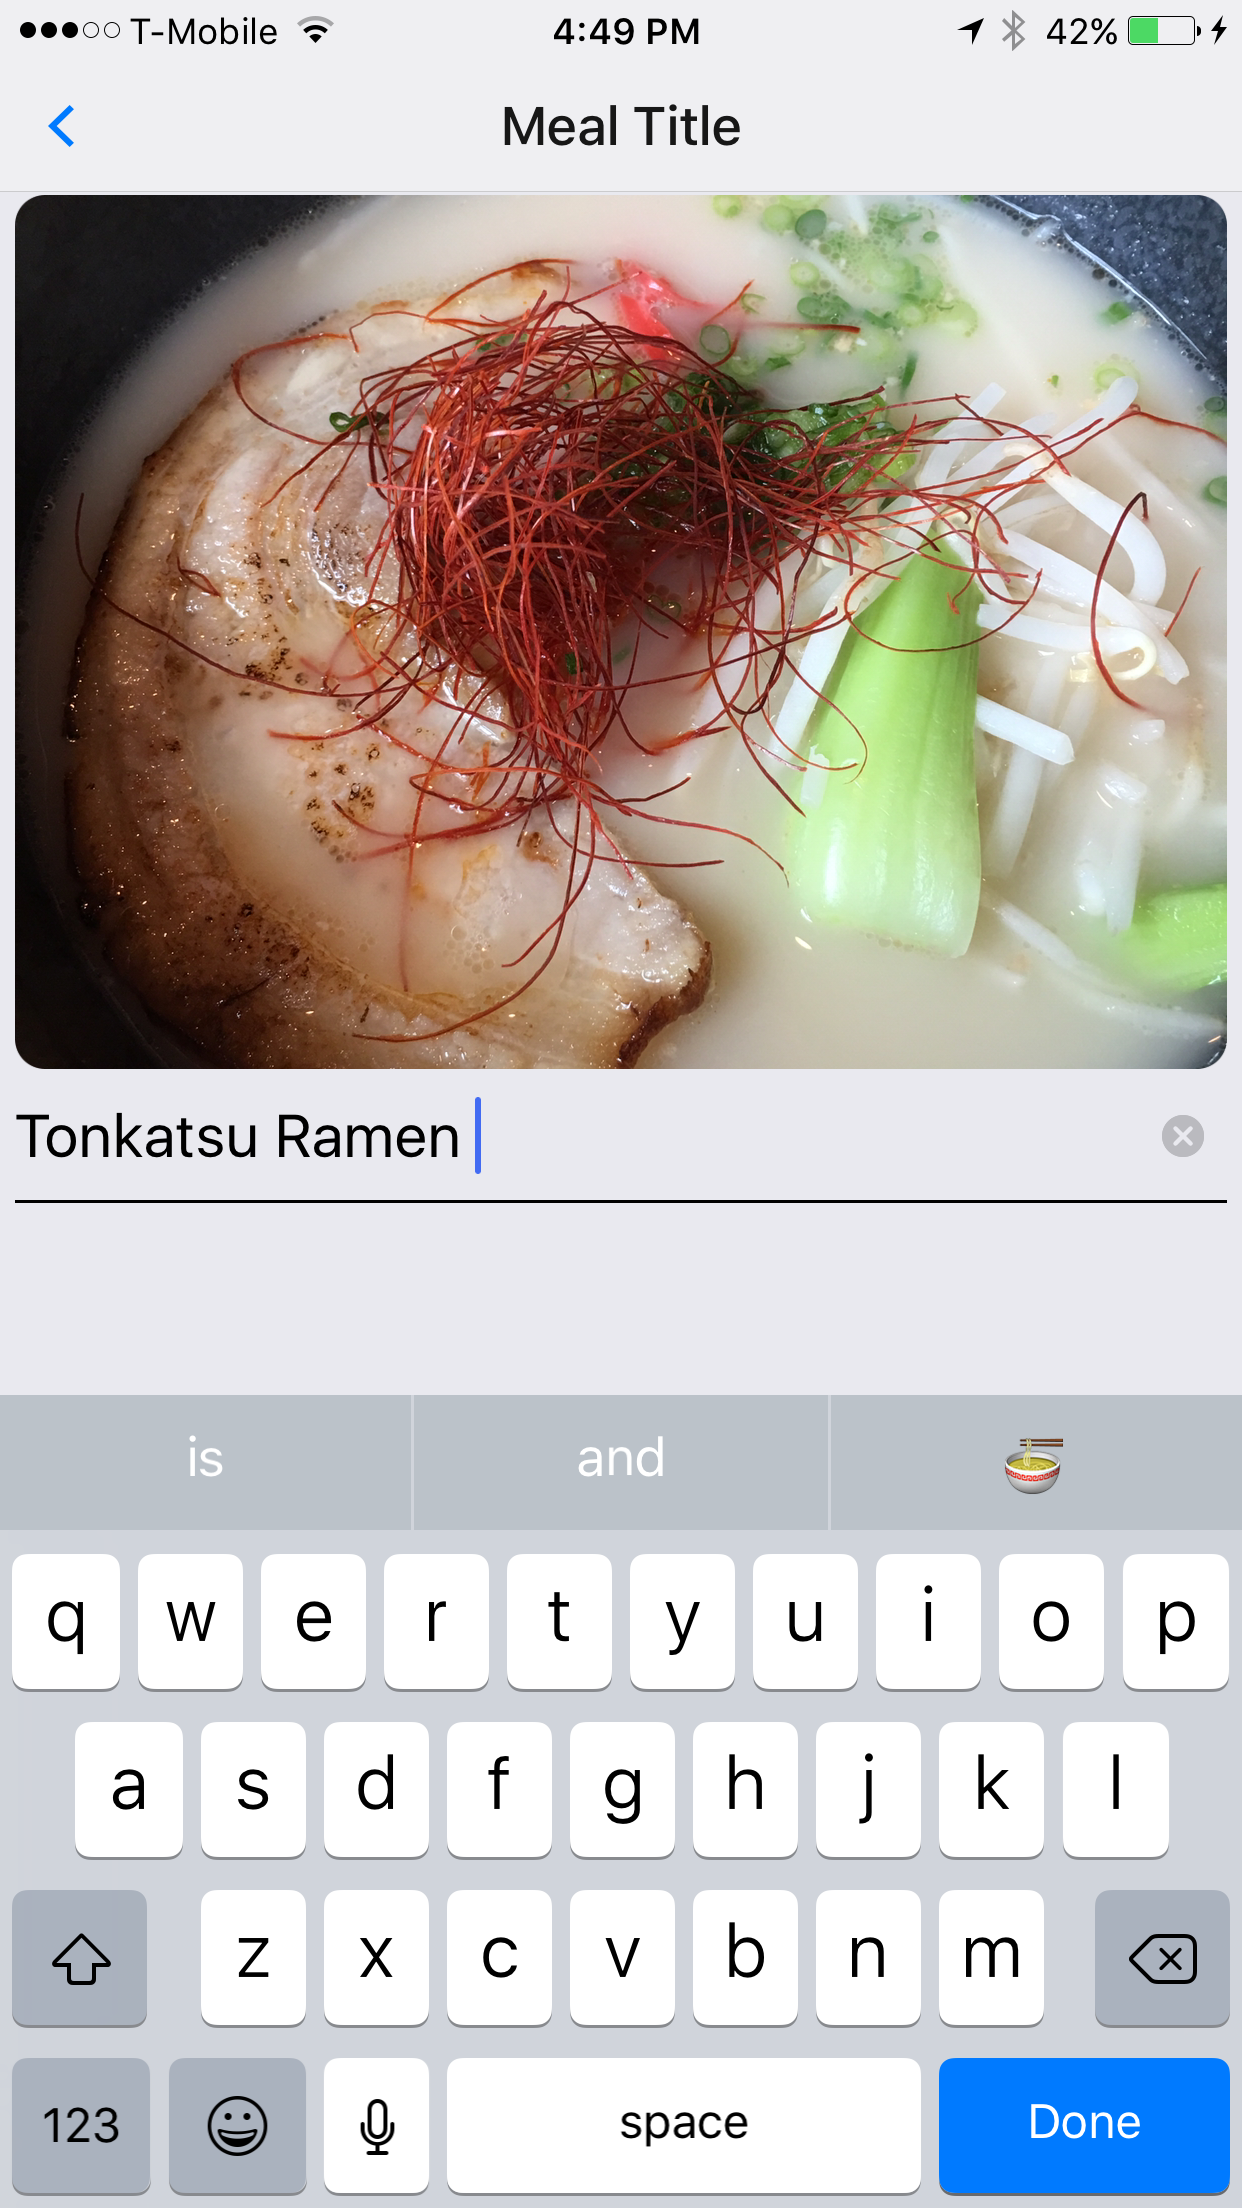 T-Mobile 4:49 PM 42%
Meal Title
Tonkatsu Ramen
is and
q w e r t y u i o p
a s d f g h j k l
z x c v b n m
123 space Done